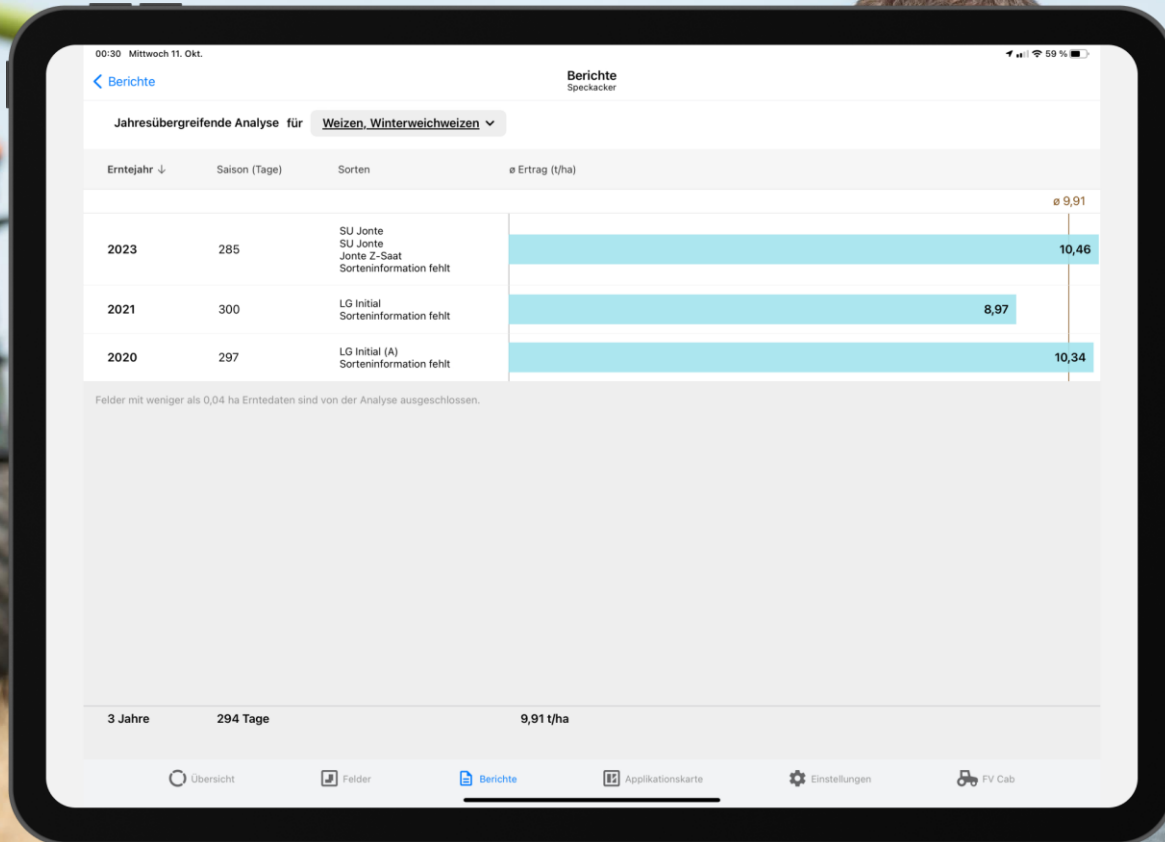 00:30 Mittwoch 11. Okt.
59 %
Berichte
Berichte
Speckacker
Jahresübergreifende Analyse für Weizen, Winterweichweizen
Erntejahr ↓ Saison (Tage) Sorten ø Ertrag (t/ha)
ø 9,91
2023 285
SU Jonte
SU Jonte
Jonte Z-Saat
Sorteninformation fehlt
10,46
2021 300
LG Initial
Sorteninformation fehlt
8,97
2020 297
LG Initial (A)
Sorteninformation fehlt
10,34
Felder mit weniger als 0,04 ha Erntedaten sind von der Analyse ausgeschlossen.
3 Jahre 294 Tage 9,91 t/ha
Übersicht Felder Berichte Applikationskarte Einstellungen FV Cab